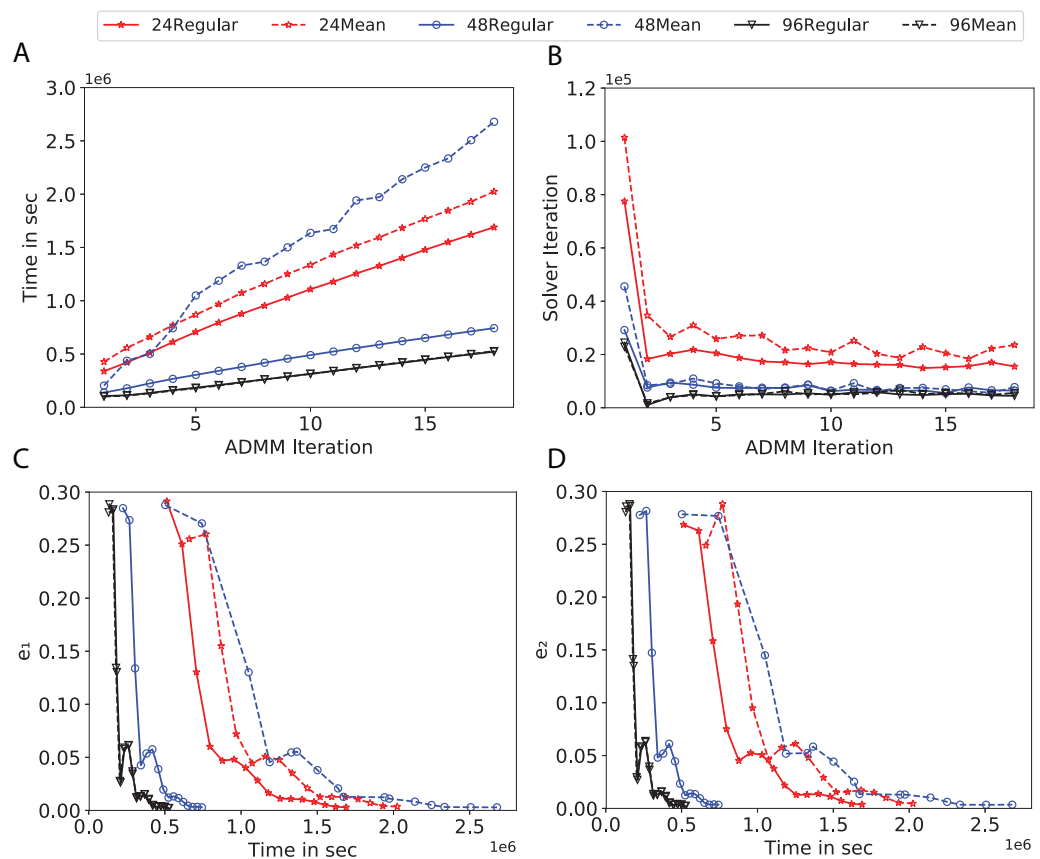 24Regular 24Mean 48Regular 48Mean 96Regular 96Mean
A
1e6
3.0
2.5
2.0
1.5
1.0
0.5
0.0
Time in sec
5 10 15
ADMM Iteration
B
1e5
1.2
1.0
0.8
0.6
0.4
0.2
0.0
Solver Iteration
5 10 15
ADMM Iteration
C
0.30
0.25
0.20
0.15
0.10
0.05
0.00
e₁
0.0 0.5 1.0 1.5 2.0 2.5
Time in sec
1e6
D
0.30
0.25
0.20
0.15
0.10
0.05
0.00
e₂
0.0 0.5 1.0 1.5 2.0 2.5
Time in sec
1e6